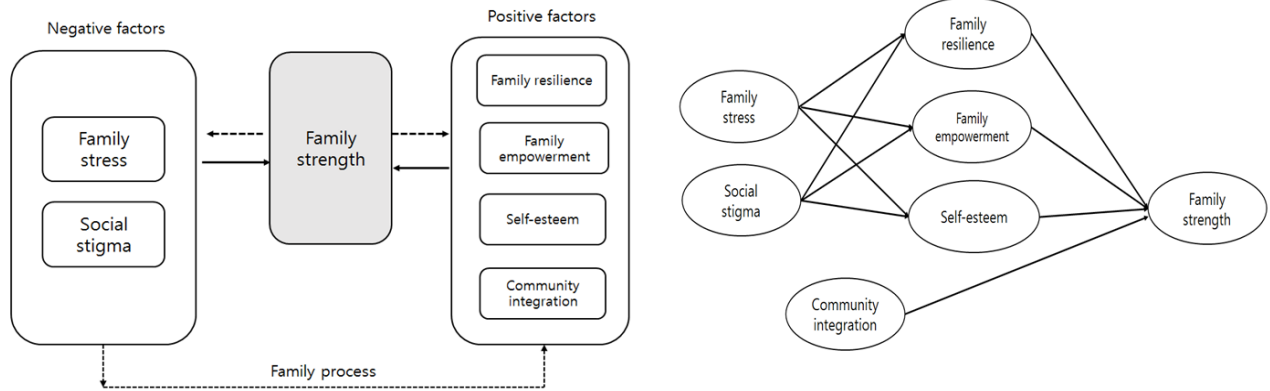 Negative factors
Family
stress
Social
stigma
Family
strength
Positive factors
Family resilience
Family
empowerment
Self-esteem
Community
integration
Family process
Family
stress
Social
stigma
Community
integration
Family
resilience
Family
empowerment
Self-esteem
Family
strength